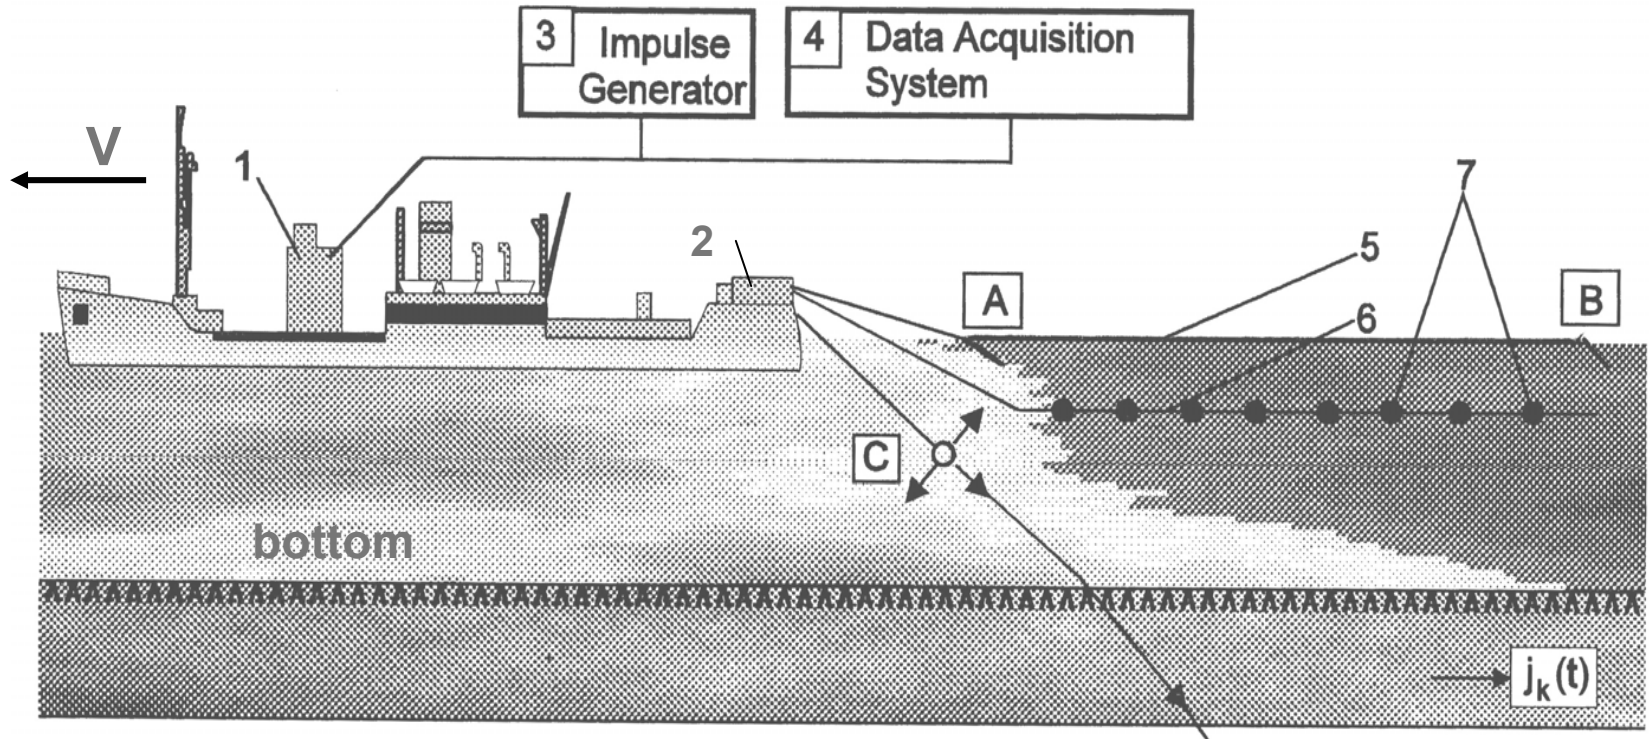 3 Impulse
Generator
4 Data Acquisition
System
V
1
7
2
5
A
B
6
C
bottom
jk(t)